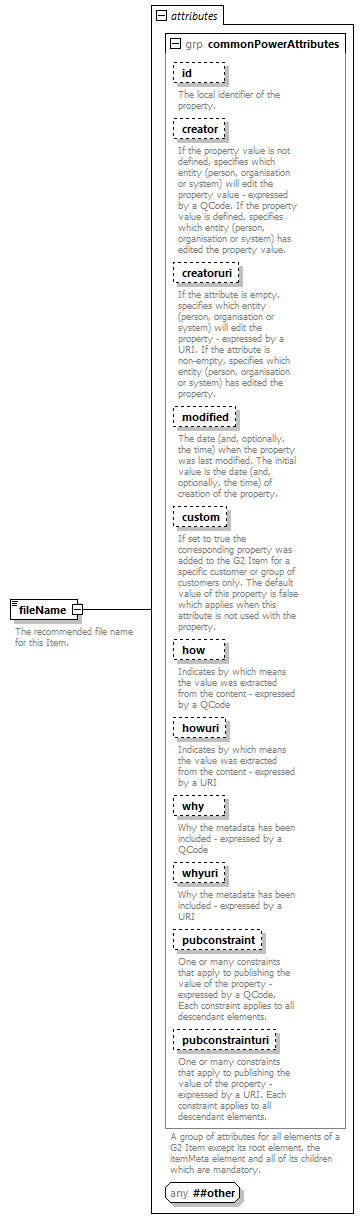 attributes
grp commonPowerAttributes
id
The local identifier of the
property.
creator
If the property value is not
defined, specifies which
entity (person, organisation
or system) will edit the
property value - expressed
by a QCode. If the property
value is defined, specifies
which entity (person,
organisation or system) has
edited the property value.
creatoruri
If the attribute is empty,
specifies which entity
(person, organisation or
system) will edit the
property - expressed by a
URI. If the attribute is
non-empty, specifies which
entity (person, organisation
or system) has edited the
property.
modified
The date (and, optionally,
the time) when the property
was last modified. The initial
value is the date (and,
optionally, the time) of
creation of the property.
custom
If set to true the
corresponding property was
added to the G2 Item for a
specific customer or group of
customers only. The default
value of this property is false
which applies when this
attribute is not used with the
property.
fileName
The recommended file name
for this Item.
how
Indicates by which means
the value was extracted
from the content - expressed
by a QCode
howuri
Indicates by which means
the value was extracted
from the content - expressed
by a URI
why
Why the metadata has been
included - expressed by a
QCode
whyuri
Why the metadata has been
included - expressed by a
URI
pubconstraint
One or many constraints
that apply to publishing the
value of the property -
expressed by a QCode.
Each constraint applies to all
descendant elements.
pubconstrainturi
One or many constraints
that apply to publishing the
value of the property -
expressed by a URI. Each
constraint applies to all
descendant elements.
A group of attributes for all elements of a
G2 Item except its root element, the
itemMeta element and all of its children
which are mandatory.
any ##other